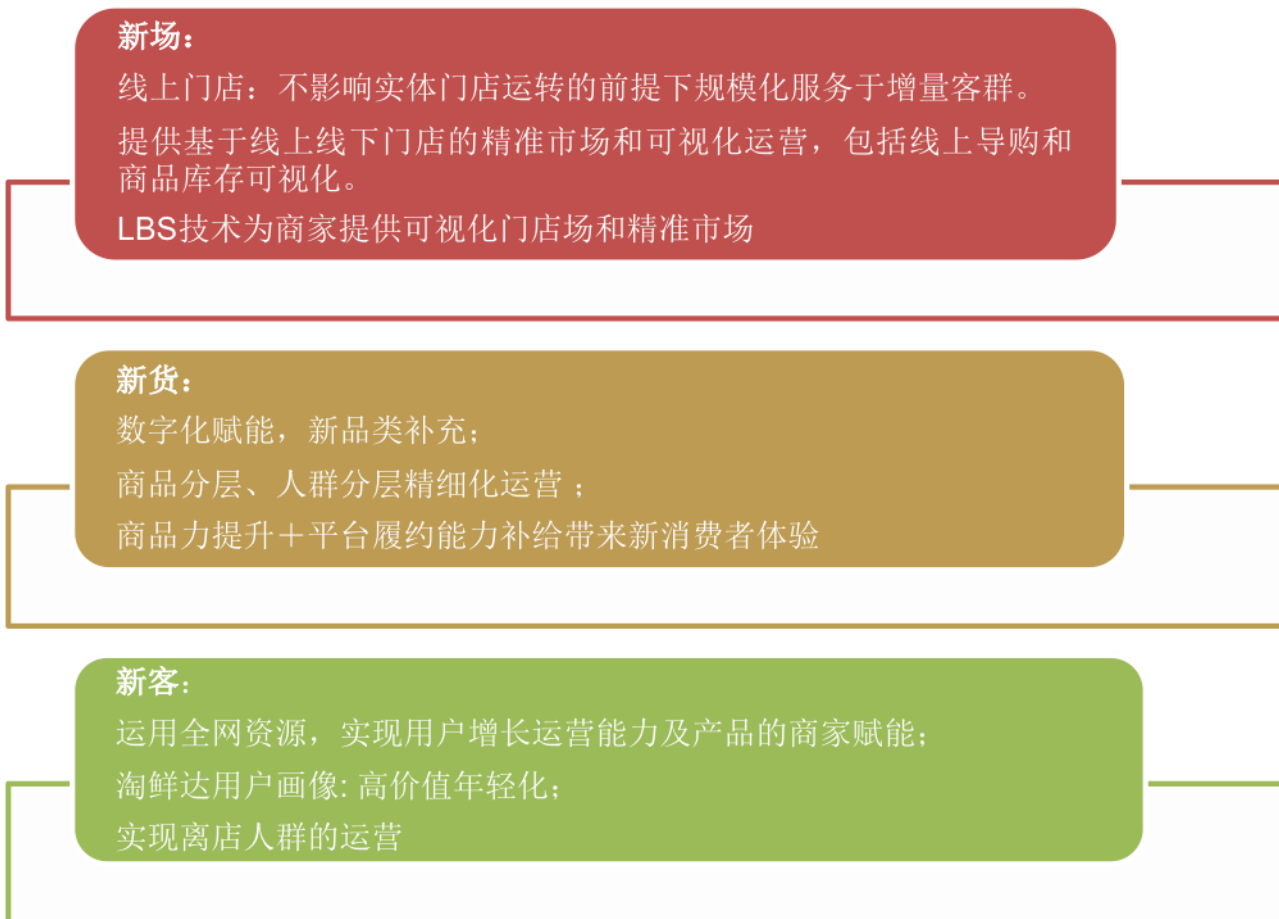 新场：
线上门店：不影响实体门店运转的前提下规模化服务于增量客群。
提供基于线上线下门店的精准市场和可视化运营，包括线上导购和
商品库存可视化。
LBS技术为商家提供可视化门店场和精准市场
新货：
数字化赋能，新品类补充；
商品分层、人群分层精细化运营；
商品力提升＋平台履约能力补给带来新消费者体验
新客：
运用全网资源，实现用户增长运营能力及产品的商家赋能；
淘鲜达用户画像: 高价值年轻化；
实现离店人群的运营